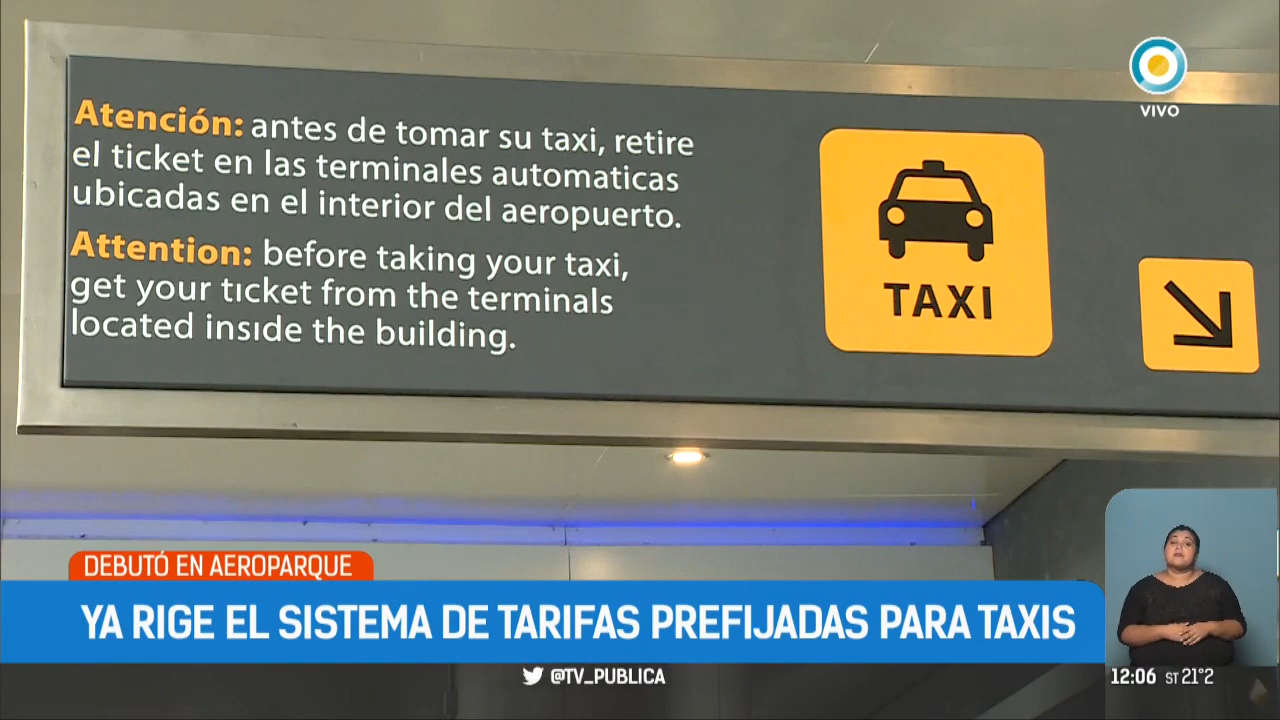 Atención: antes de tomar su taxi, retire
el ticket en las terminales automaticas
ubicadas en el interior del aeropuerto.
Attention: before taking your taxi,
get your ticket from the terminals
located inside the building.
TAXI
VIVO
DEBUTÓ EN AEROPARQUE
YA RIGE EL SISTEMA DE TARIFAS PREFIJADAS PARA TAXIS
@TV_PUBLICA
12:06 ST 21°2